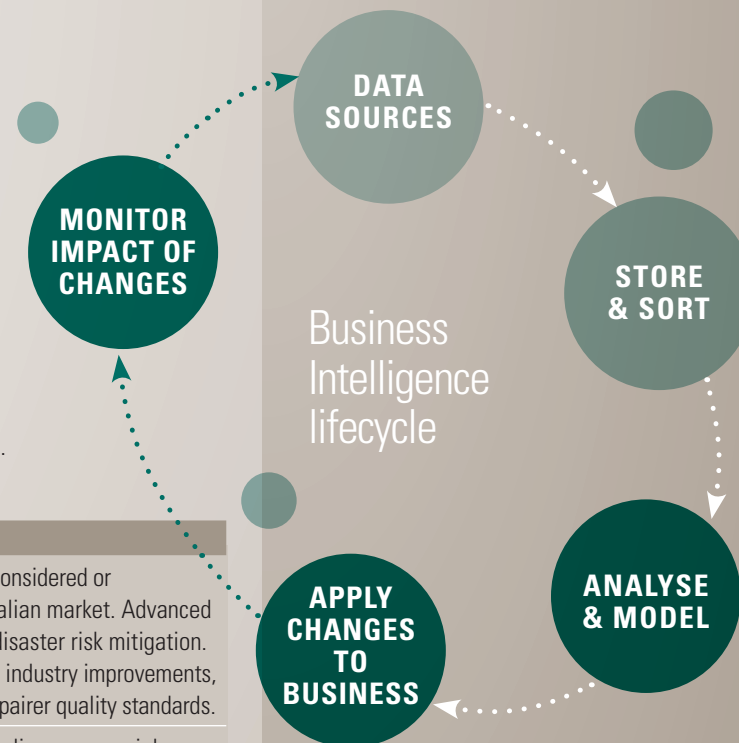 DATA
SOURCES
MONITOR
IMPACT OF
CHANGES
STORE
& SORT
Business
Intelligence
lifecycle
.
onsidered or
alian market. Advanced
disaster risk mitigation.
industry improvements,
pairer quality standards.
APPLY
CHANGES
TO
BUSINESS
ANALYSE
& MODEL